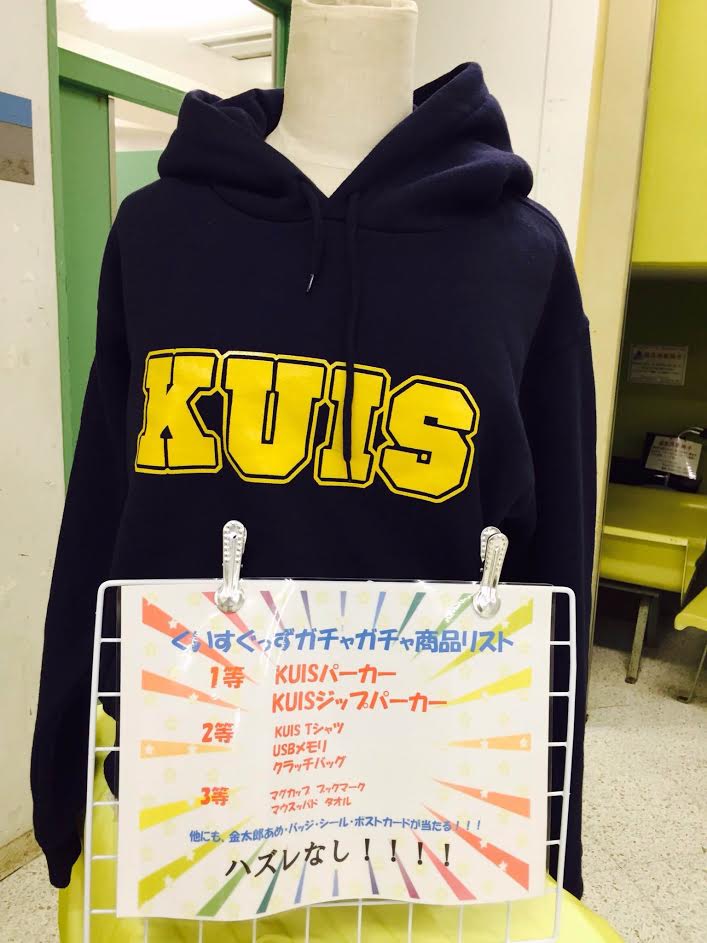 KUIS
くいすぐっずガチャガチャ商品リスト
1等 KUISパーカー
KUISジップパーカー
2等 KUIS Tシャツ
USBメモリ
クラッチバッグ
3等 マグカップ ブックマーク
マウスパッド タオル
他にも、金太郎あめ・バッジ・シール・ポストカードが当たる！！！
ハズレなし！！！！